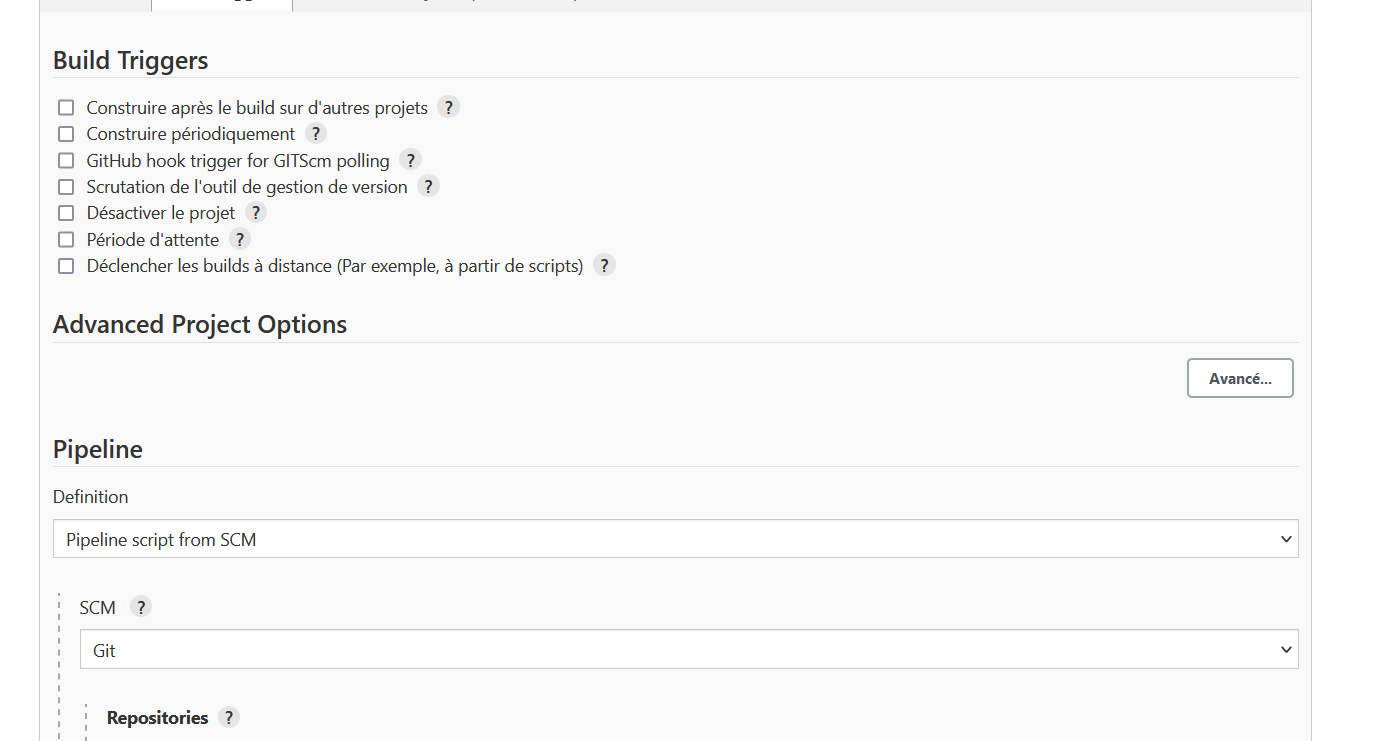 Build Triggers
Construire après le build sur d'autres projets ?
Construire périodiquement ?
GitHub hook trigger for GITScm polling ?
Scrutation de l'outil de gestion de version ?
Désactiver le projet ?
Période d'attente ?
Déclencher les builds à distance (Par exemple, à partir de scripts) ?
Advanced Project Options
Avancé...
Pipeline
Definition
Pipeline script from SCM
SCM ?
Git
Repositories ?